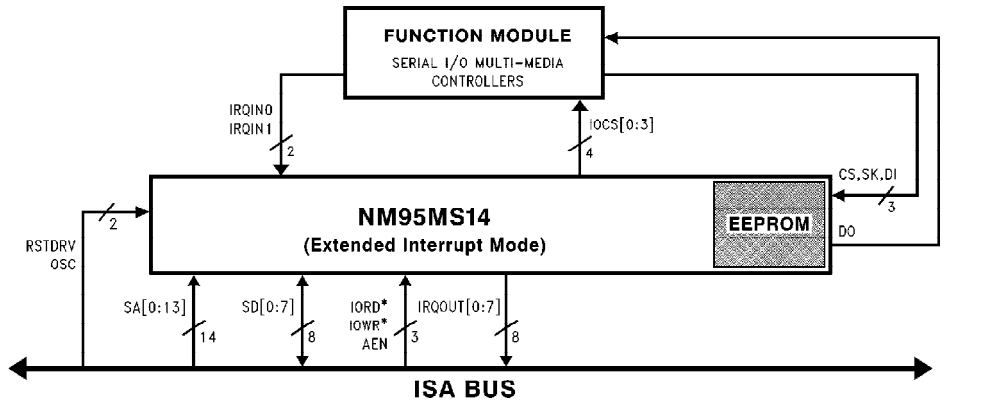 FUNCTION MODULE
SERIAL I/O MULTI-MEDIA
CONTROLLERS
IRQIN0
IRQIN1
2
IOCS[0:3]
4
CS,SK,DI
3
NM95MS14
(Extended Interrupt Mode)
EEPROM
DO
2
RSTDRV
OSC
SA[0:13]
14
SD[0:7]
8
IORD*
IOWR*
AEN
3
IRQOUT[0:7]
8
ISA BUS